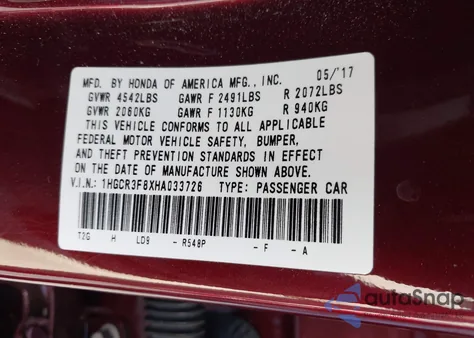 MFD. BY HONDA OF AMERICA MFG., INC. 05/'17
GVWR 4542LBS GAWR F 2491LBS R 2072LBS
GVWR 2060KG GAWR F 1130KG R 940KG
THIS VEHICLE CONFORMS TO ALL APPLICABLE
FEDERAL MOTOR VEHICLE SAFETY, BUMPER,
AND THEFT PREVENTION STANDARDS IN EFFECT
ON THE DATE OF MANUFACTURE SHOWN ABOVE.
V.I.N.: 1HGCR3F8XHA033726 TYPE: PASSENGER CAR
T2G H LD9 - R548P - F - A
autoSnap